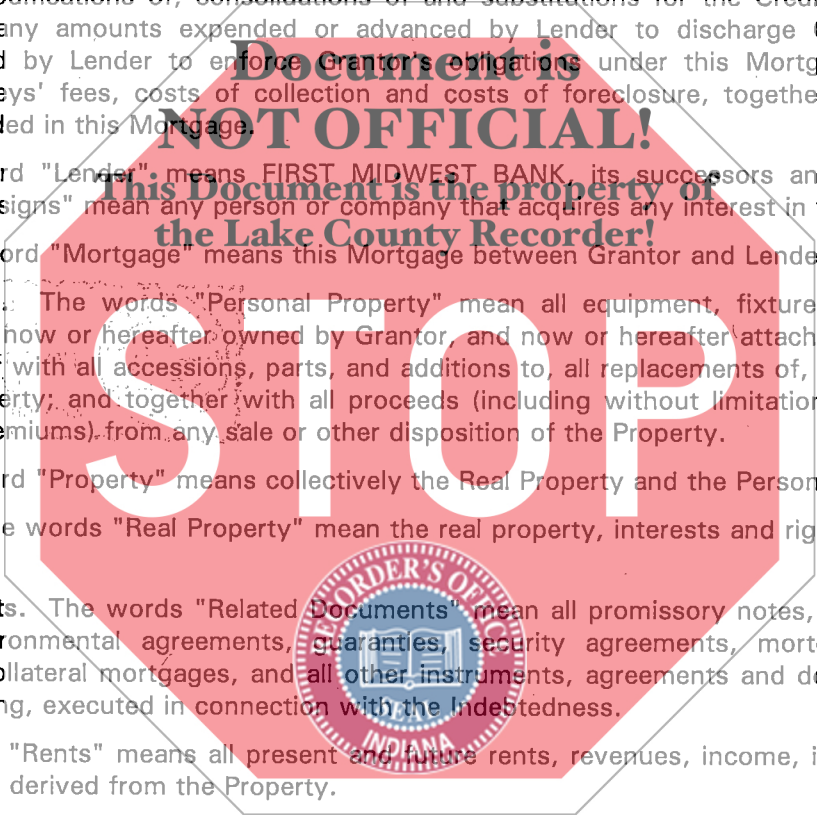 any amounts expended or advanced by Lender to discharge
by Lender to enforce Grantor's obligations under this Mortg
eys' fees, costs of collection and costs of foreclosure, togethe
ed in this Mortgage.
rd "Lender" means FIRST MIDWEST BANK, its successors an
signs" mean any person or company that acquires any interest in
ord "Mortgage" means this Mortgage between Grantor and Lende
. The words "Personal Property" mean all equipment, fixture
now or hereafter owned by Grantor, and now or hereafter attach
with all accessions, parts, and additions to, all replacements of,
erty; and together with all proceeds (including without limitation
emiums) from any sale or other disposition of the Property.
rd "Property" means collectively the Real Property and the Person
e words "Real Property" mean the real property, interests and rig
ts. The words "Related Documents" mean all promissory notes,
ronmental agreements, guaranties, security agreements, mort
ollateral mortgages, and all other instruments, agreements and do
ng, executed in connection with the Indebtedness.
"Rents" means all present and future rents, revenues, income, i
derived from the Property.
Document is
NOT OFFICIAL!
This Document is the property of
the Lake County Recorder!
STOP
RECORDER'S OFFICE
SEAL
INDIANA